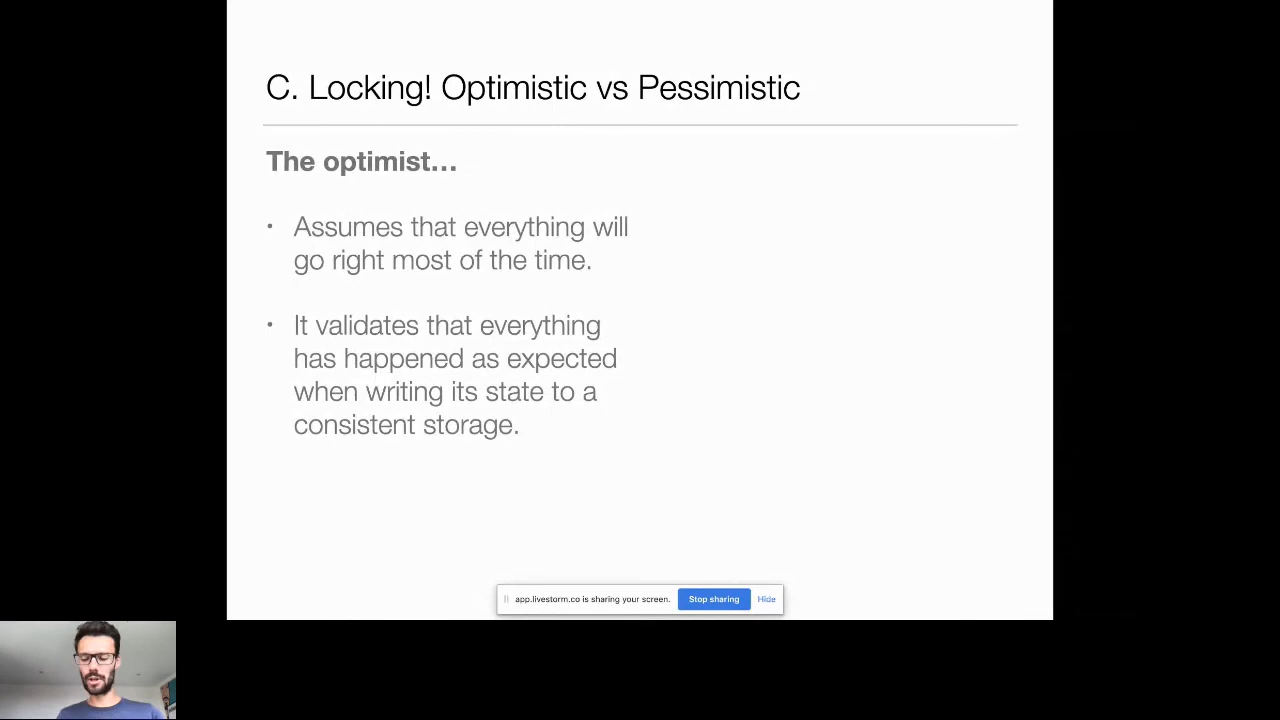 C. Locking! Optimistic vs Pessimistic
The optimist...
• Assumes that everything will
go right most of the time.
• It validates that everything
has happened as expected
when writing its state to a
consistent storage.
app.livestorm.co is sharing your screen. Stop sharing Hide